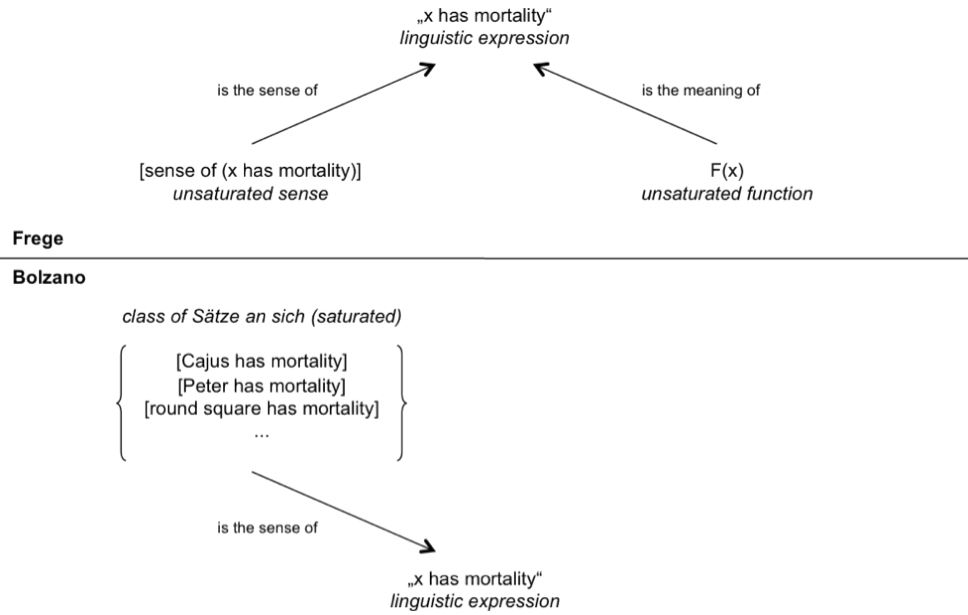 „x has mortality“
linguistic expression
is the sense of
is the meaning of
[sense of (x has mortality)]
unsaturated sense
F(x)
unsaturated function
Frege
Bolzano
class of Sätze an sich (saturated)
[Cajus has mortality]
[Peter has mortality]
[round square has mortality]
...
is the sense of
„x has mortality“
linguistic expression